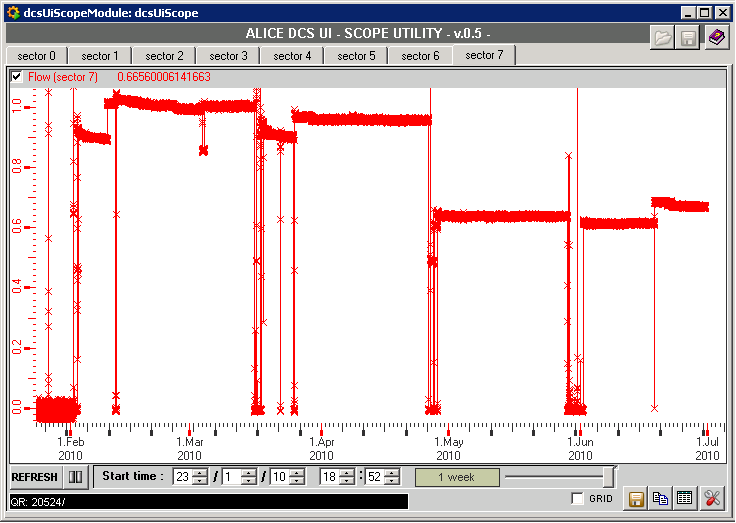 dcsUiScopeModule: dcsUiScope
ALICE DCS UI - SCOPE UTILITY - v.0.5 -
sector 0 sector 1 sector 2 sector 3 sector 4 sector 5 sector 6 sector 7
Flow (sector 7) 0.66560006141663
1.0
0.8
0.6
0.4
0.2
0.0
1.Feb 1.Mar 1.Apr 1.May 1.Jun 1.Jul
2010 2010 2010 2010 2010 2010
REFRESH Start time : 23 / 1 / 10 18 : 52 1 week
QR: 20524/ GRID